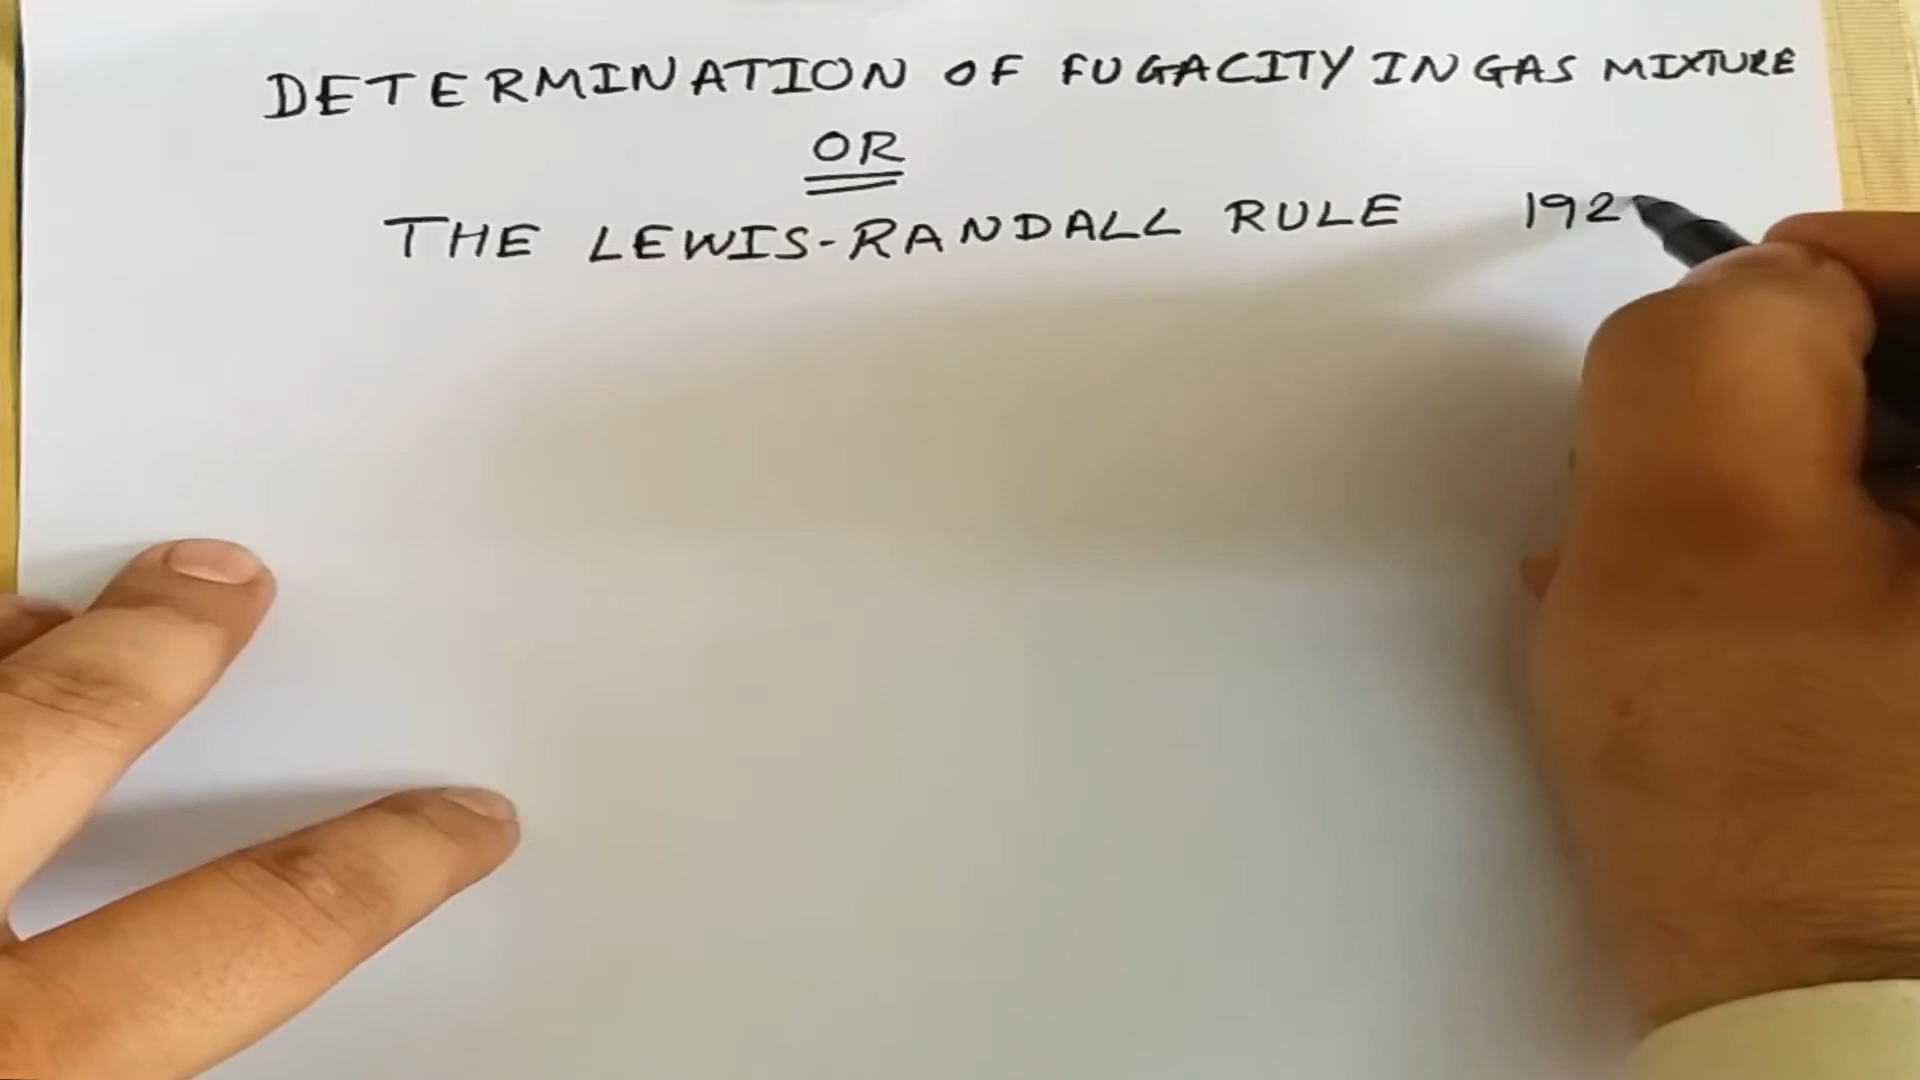 DETERMINATION OF FUGACITY IN GAS MIXTURE
OR
THE LEWIS-RANDALL RULE 192